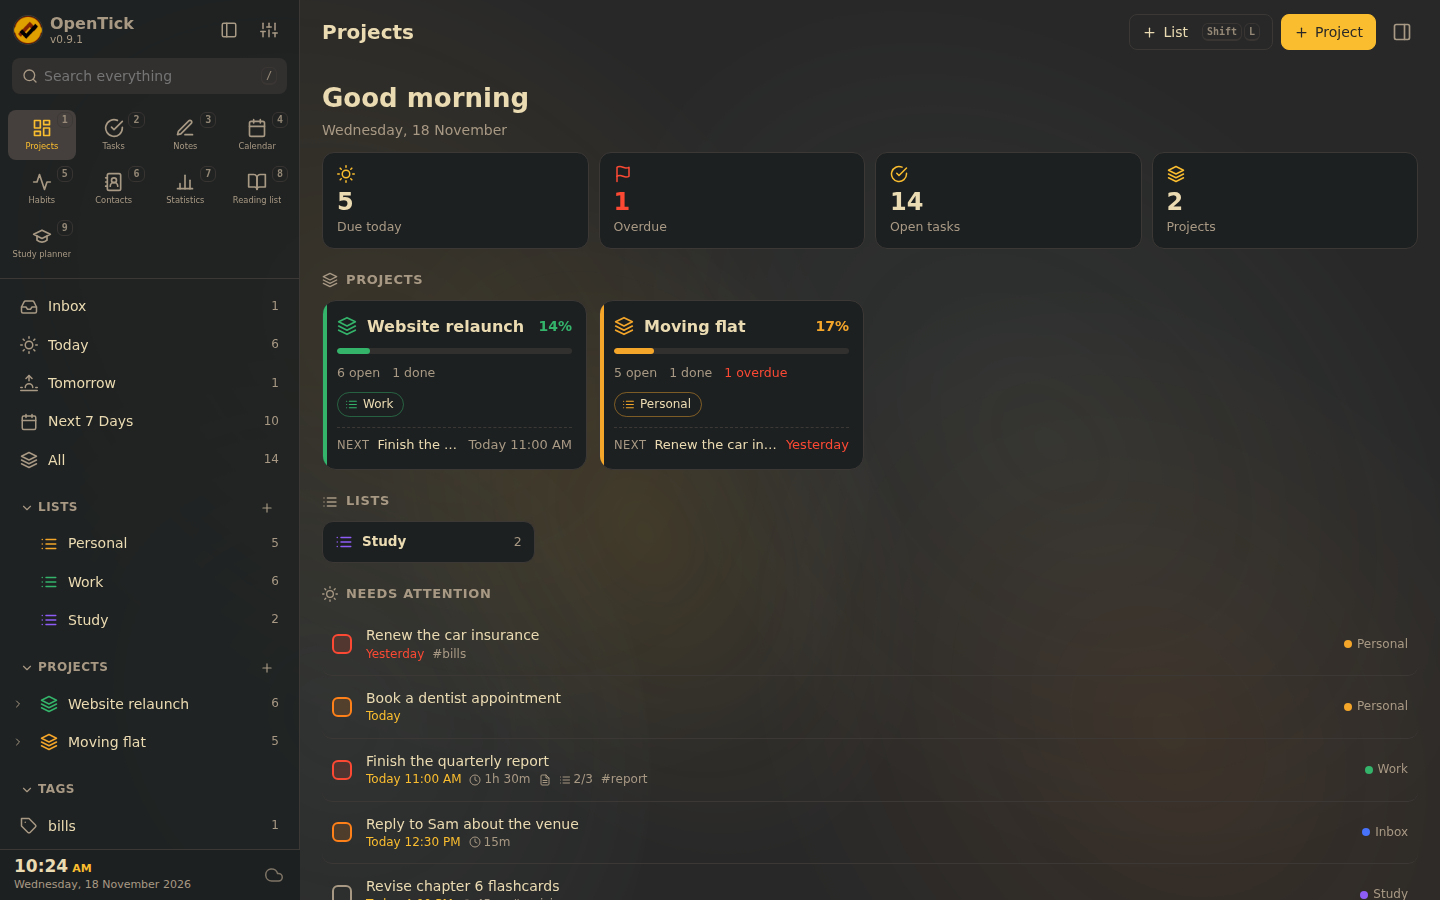 OpenTick
v0.9.1
Search everything /
Projects 1
Tasks 2
Notes 3
Calendar 4
Habits 5
Contacts 6
Statistics 7
Reading list 8
Study planner 9
Inbox 1
Today 6
Tomorrow 1
Next 7 Days 10
All 14
LISTS
Personal 5
Work 6
Study 2
PROJECTS
Website relaunch 6
Moving flat 5
TAGS
bills 1
10:24 AM
Wednesday, 18 November 2026
Projects
+ List Shift L
+ Project
Good morning
Wednesday, 18 November
5
Due today
1
Overdue
14
Open tasks
2
Projects
PROJECTS
Website relaunch 14%
6 open 1 done
Work
NEXT Finish the ... Today 11:00 AM
Moving flat 17%
5 open 1 done 1 overdue
Personal
NEXT Renew the car in... Yesterday
LISTS
Study 2
NEEDS ATTENTION
Renew the car insurance
Yesterday #bills
Personal
Book a dentist appointment
Today
Personal
Finish the quarterly report
Today 11:00 AM 1h 30m 2/3 #report
Work
Reply to Sam about the venue
Today 12:30 PM 15m
Inbox
Revise chapter 6 flashcards
Study